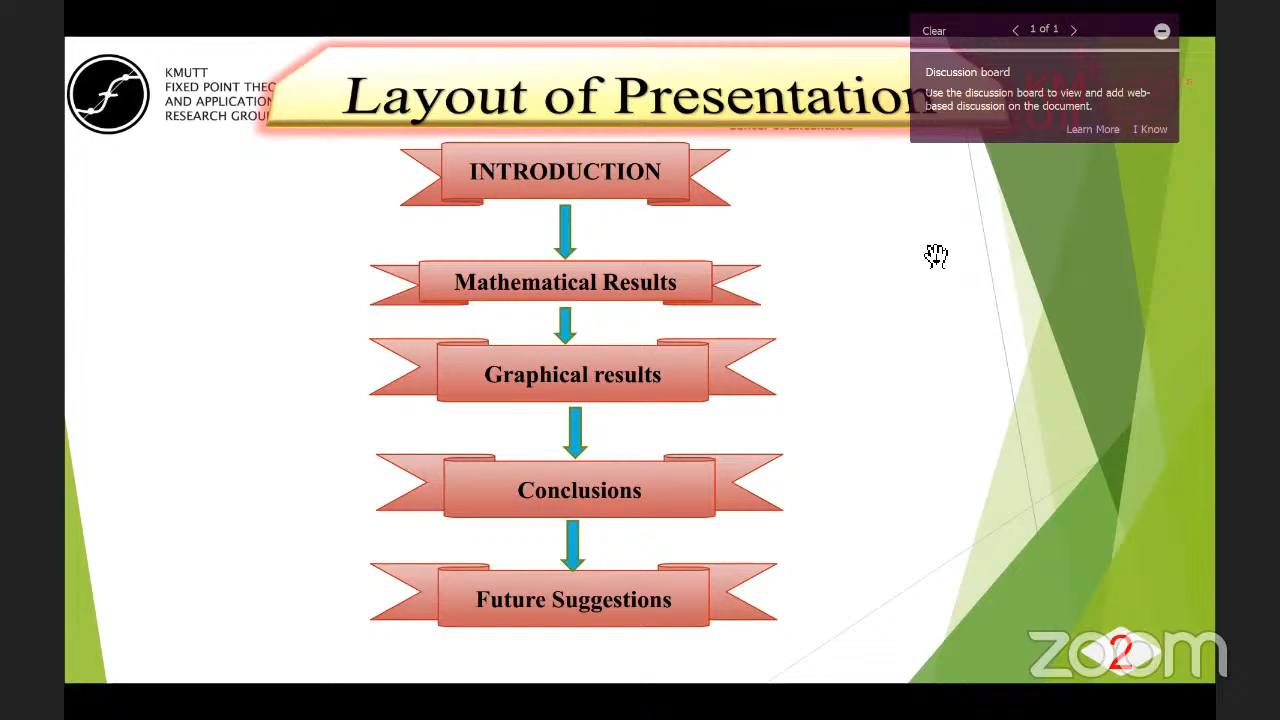 KMUTT
FIXED POINT
AND APPLICATION
RESEARCH
Layout of Presentation
Clear
1 of 1
Discussion board
Use the discussion board to view and add web-
based discussion on the document.
Learn More I Know
INTRODUCTION
Mathematical Results
Graphical results
Conclusions
Future Suggestions
2
zoom